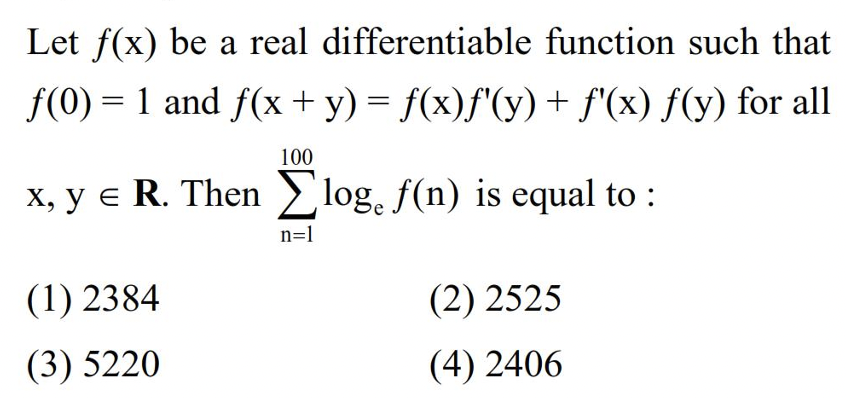 Let f(x) be a real differentiable function such that
f(0) = 1 and f(x + y) = f(x)f'(y) + f'(x) f(y) for all
x, y ∈ R. Then \sum_{n=1}^{100} log_e f(n) is equal to :
(1) 2384 (2) 2525
(3) 5220 (4) 2406